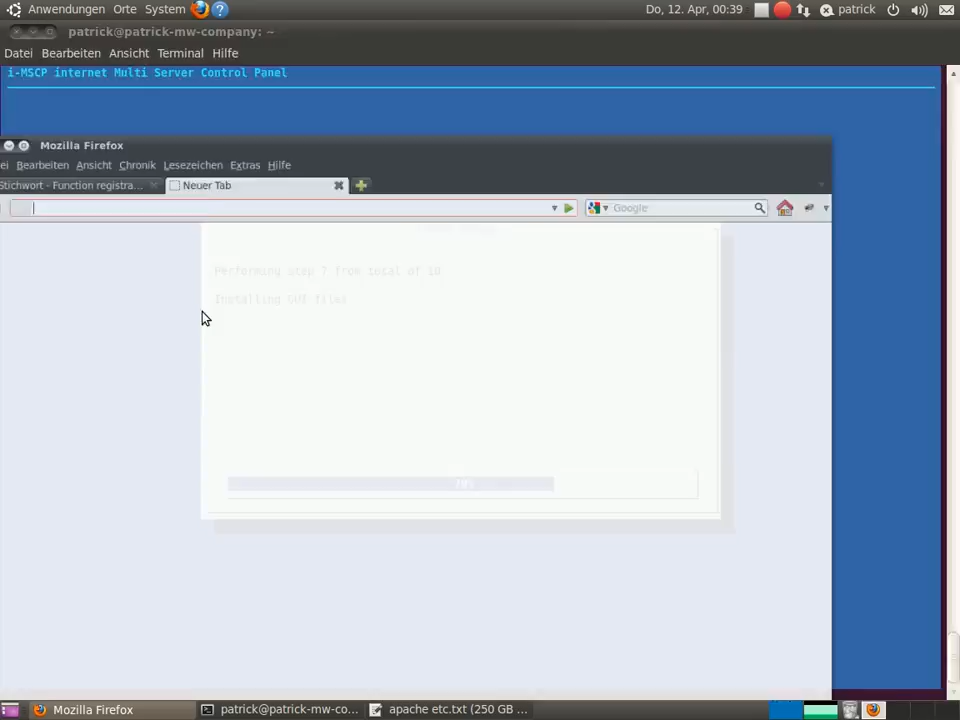 Anwendungen Orte System Do, 12. Apr, 00:39 patrick
patrick@patrick-mw-company: ~
Datei Bearbeiten Ansicht Terminal Hilfe
i-MSCP internet Multi Server Control Panel
Mozilla Firefox
ei Bearbeiten Ansicht Chronik Lesezeichen Extras Hilfe
Stichwort - Function registra... Neuer Tab
Google
Performing step 7 from total of 10
Installing GUI files
Mozilla Firefox patrick@patrick-mw-co... apache etc.txt (250 GB ...